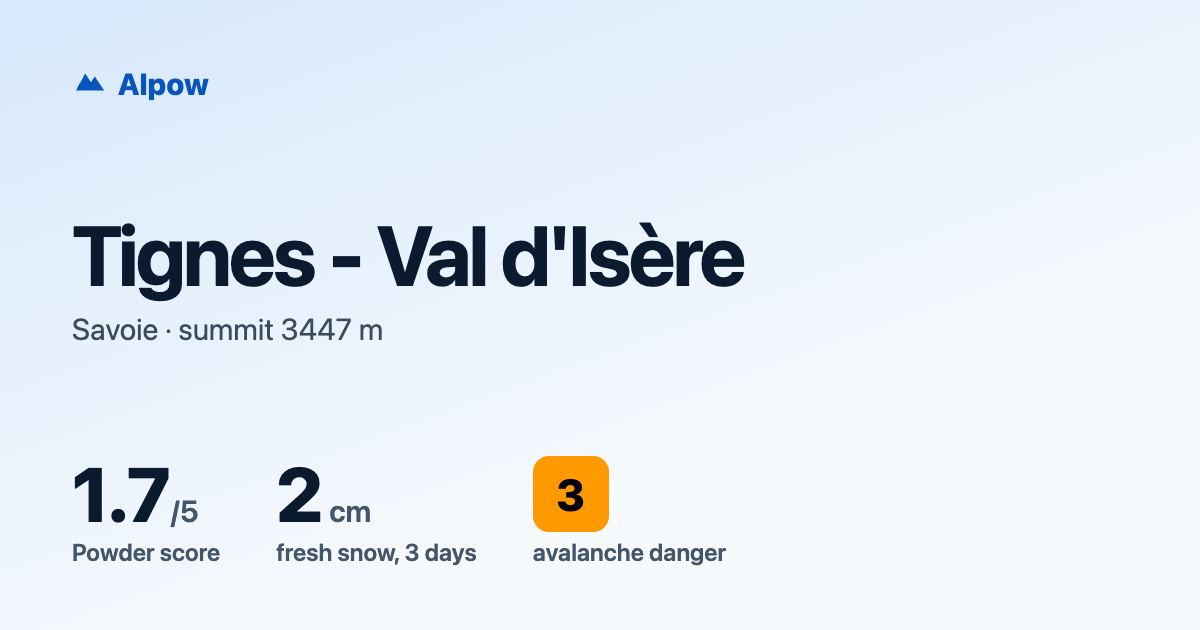 Alpow
Tignes - Val d'Isère
Savoie · summit 3447 m
1.7/5
Powder score
2 cm
fresh snow, 3 days
3
avalanche danger